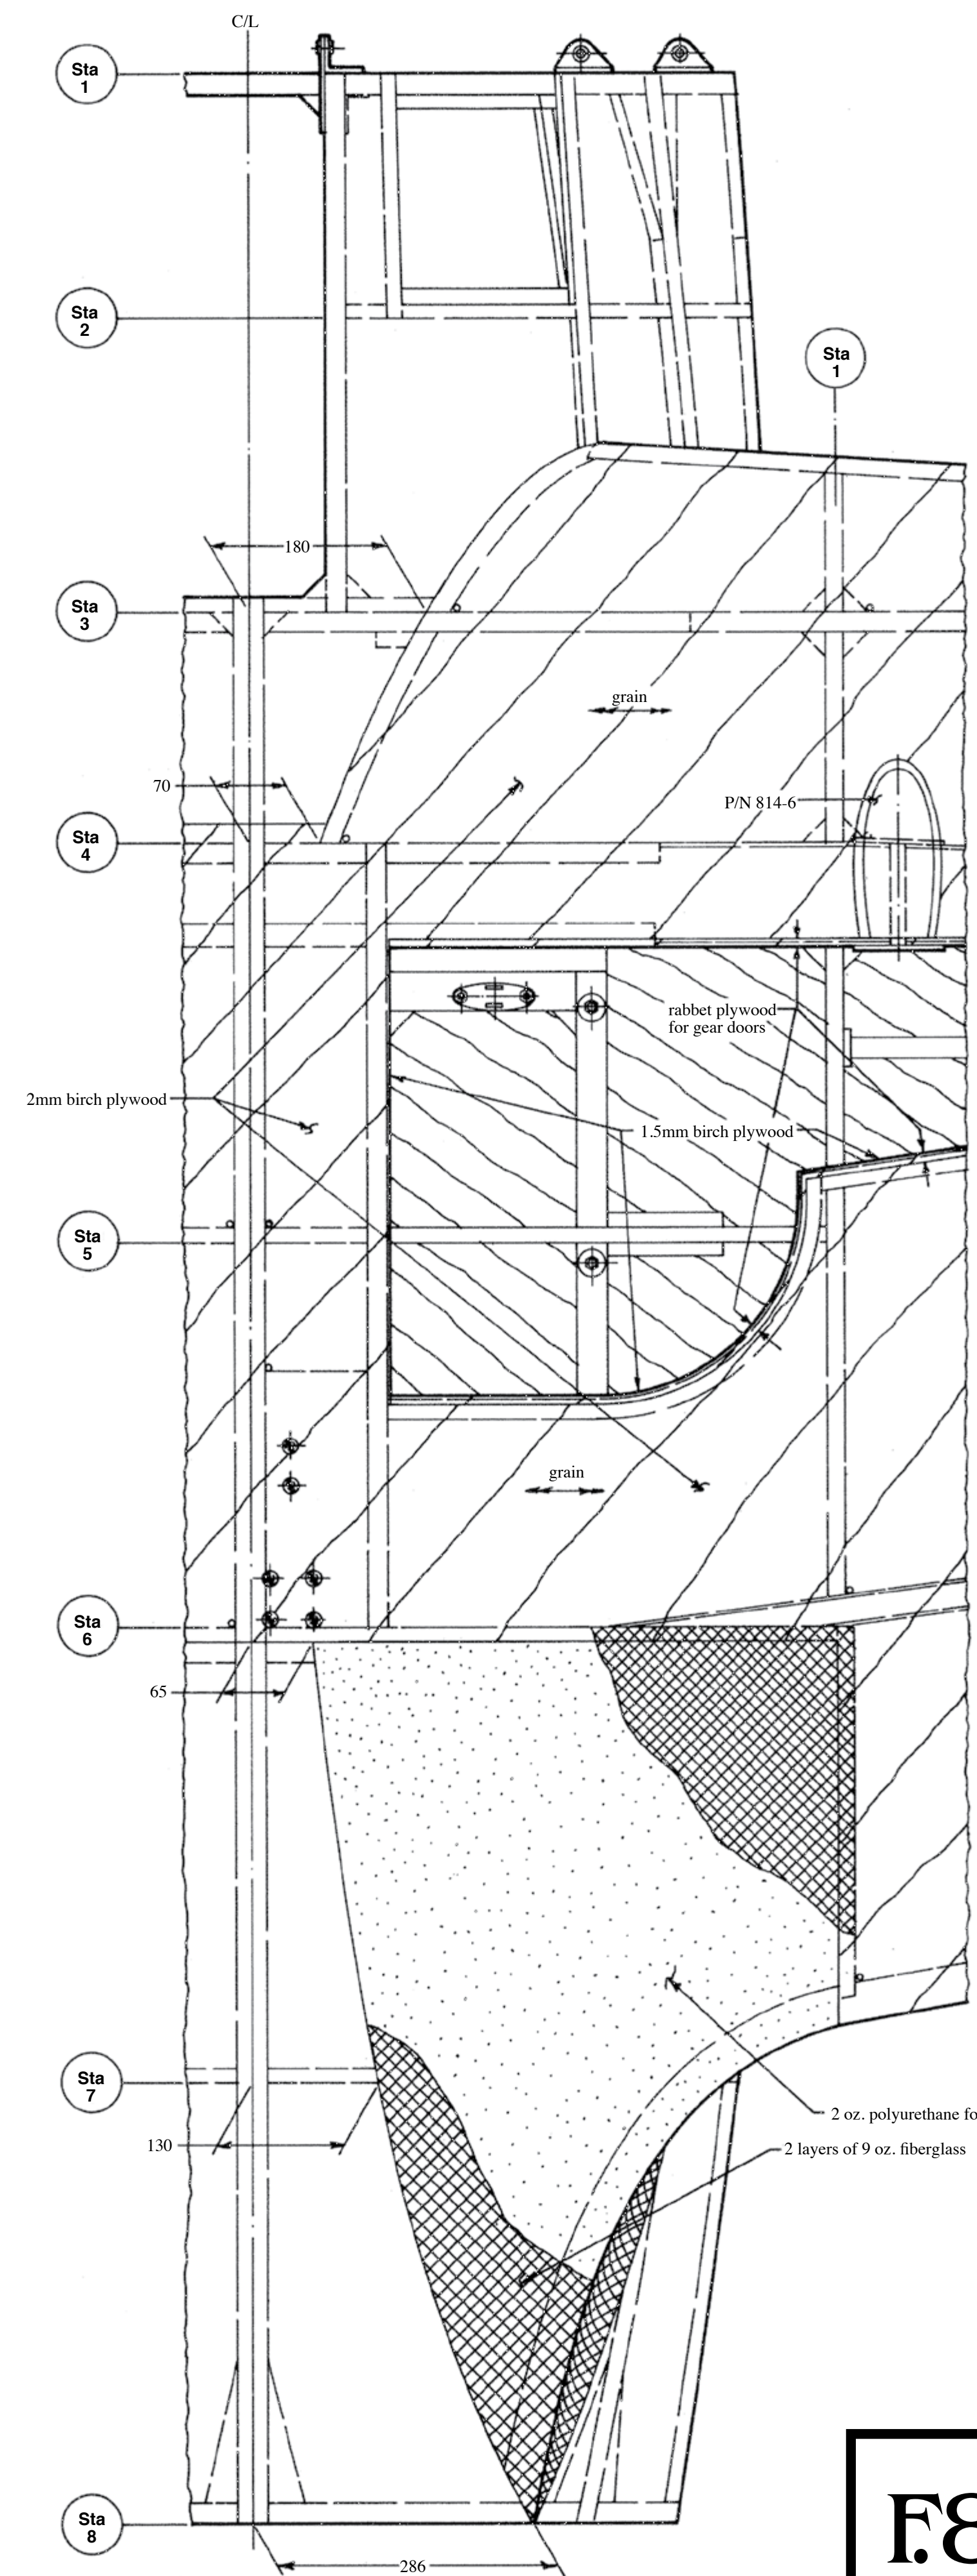 C/L
Sta
1
Sta
2
Sta
1
180
Sta
3
grain
70
P/N 814-6
Sta
4
rabbet plywood
for gear doors
2mm birch plywood
1.5mm birch plywood
Sta
5
grain
Sta
6
65
Sta
7
2 oz. polyurethane fo
130
2 layers of 9 oz. fiberglass
Sta
8
F.8
286